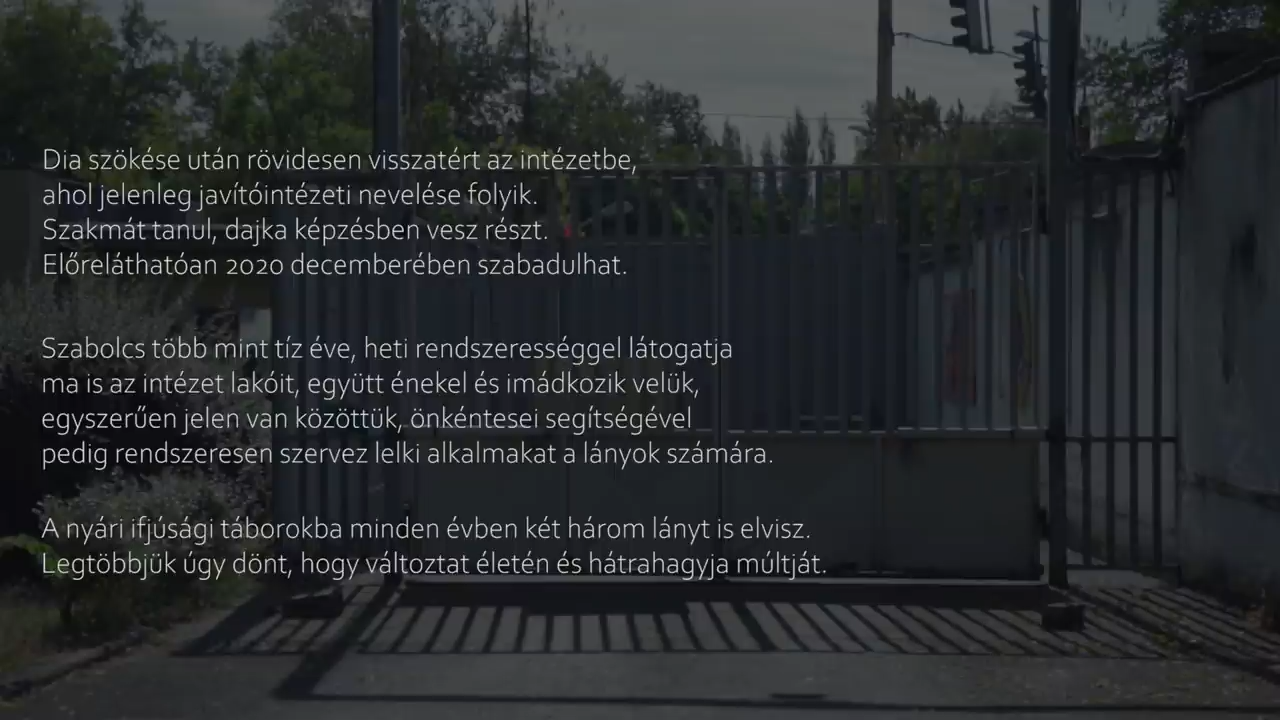 Dia szökése után rövidesen visszatért az intézetbe,
ahol jelenleg javítóintézeti nevelése folyik.
Szakmát tanul, dajka képzésben vesz részt.
Előreláthatóan 2020 decemberében szabadulhat.
Szabolcs több mint tíz éve, heti rendszerességgel látogatja
ma is az intézet lakóit, együtt énekel és imádkozik velük,
egyszerűen jelen van közöttük, önkéntesei segítségével
pedig rendszeresen szervez lelki alkalmakat a lányok számára.
A nyári ifjúsági táborokba minden évben két három lányt is elvisz.
Legtöbbjük úgy dönt, hogy változtat életén és hátrahagyja múltját.